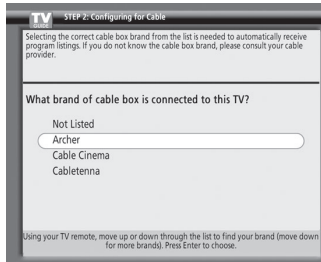 TV
GUIDE
STEP 2: Configuring for Cable
Selecting the correct cable box brand from the list is needed to automatically receive
program listings. If you do not know the cable box brand, please consult your cable
provider.
What brand of cable box is connected to this TV?
Not Listed
Archer
Cable Cinema
Cabletenna
Using your TV remote, move up or down through the list to find your brand (move down
for more brands). Press Enter to choose.